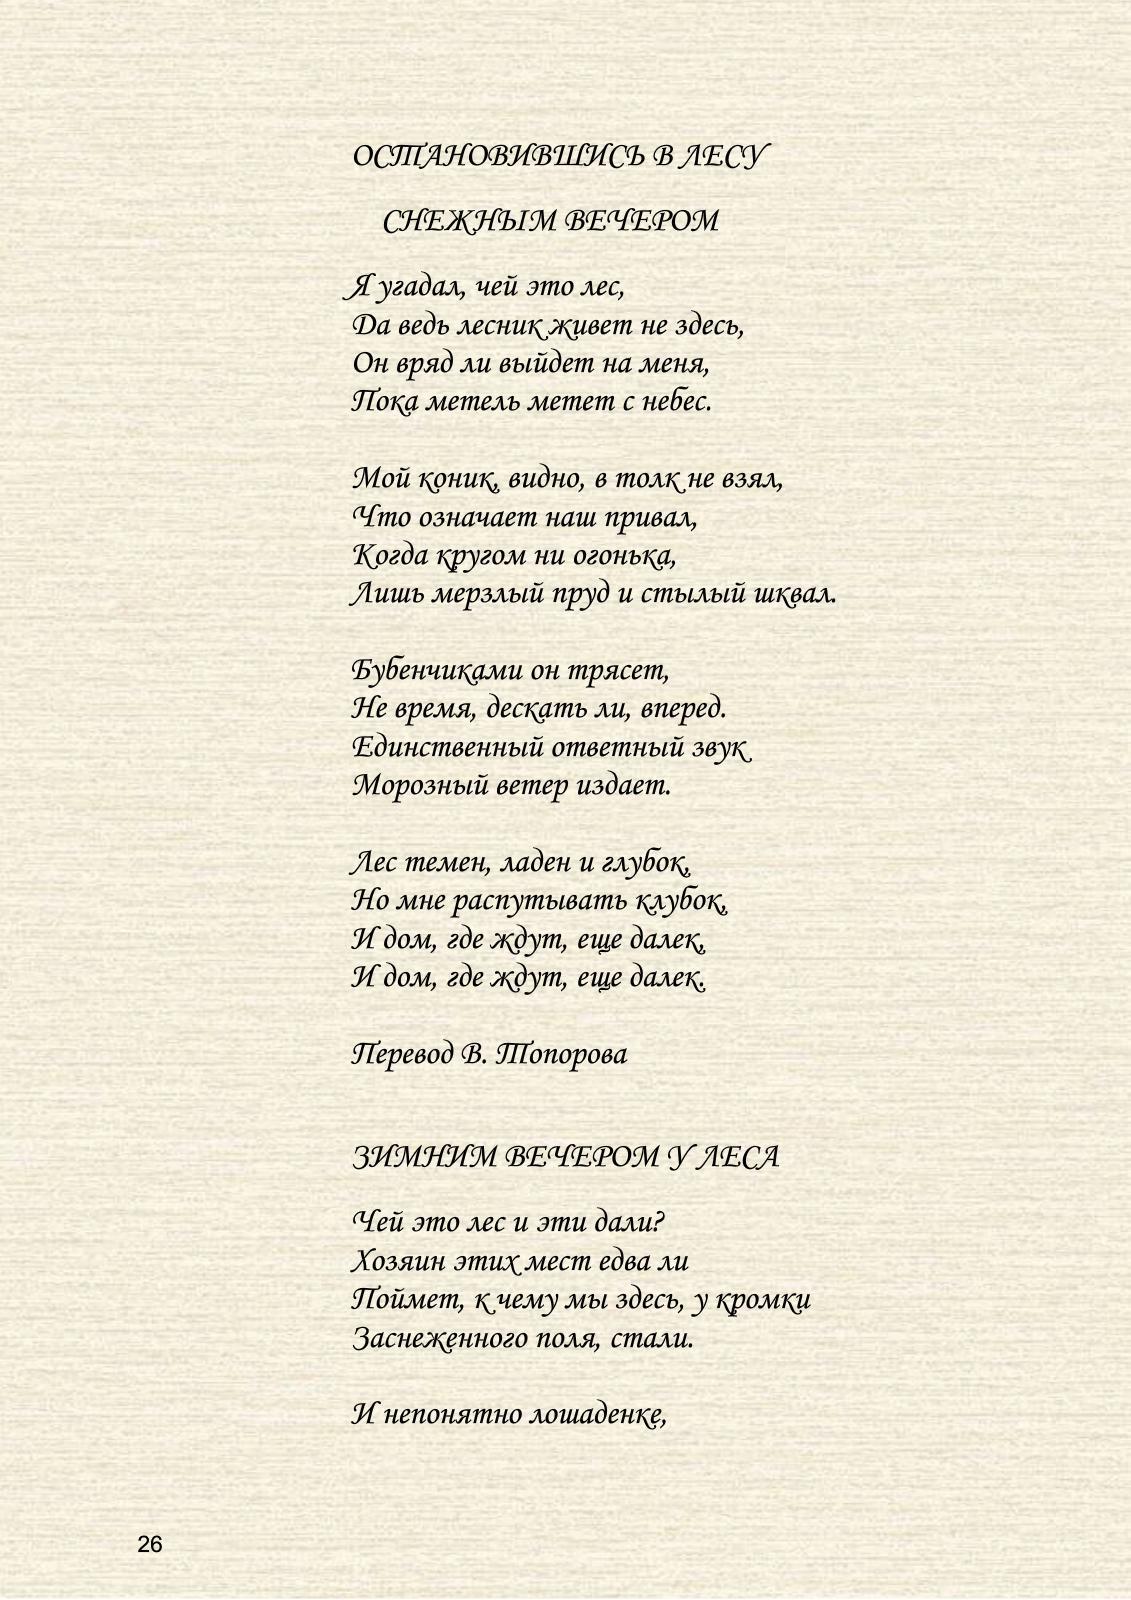 ОСТАНОВИВШИСЬ В ЛЕСУ
СНЕЖНЫМ ВЕЧЕРОМ
Я угадал, чей это лес,
Да ведь лесник живет не здесь,
Он вряд ли выйдет на меня,
Пока метель метет с небес.
Мой коник, видно, в толк не взял,
Что означает наш привал,
Когда кругом ни огонька,
Лишь мерзлый пруд и стылый шквал.
Бубенчиками он трясет,
Не время, дескать ли, вперед.
Единственный ответный звук
Морозный ветер издает.
Лес темен, ладен и глубок,
Но мне распутывать клубок,
И дом, где ждут, еще далек,
И дом, где ждут, еще далек.
Перевод В. Топорова
ЗИМНИМ ВЕЧЕРОМ У ЛЕСА
Чей это лес и эти дали?
Хозяин этих мест едва ли
Поймет, к чему мы здесь, у кромки
Заснеженного поля, стали.
И непонятно лошаденке,
26